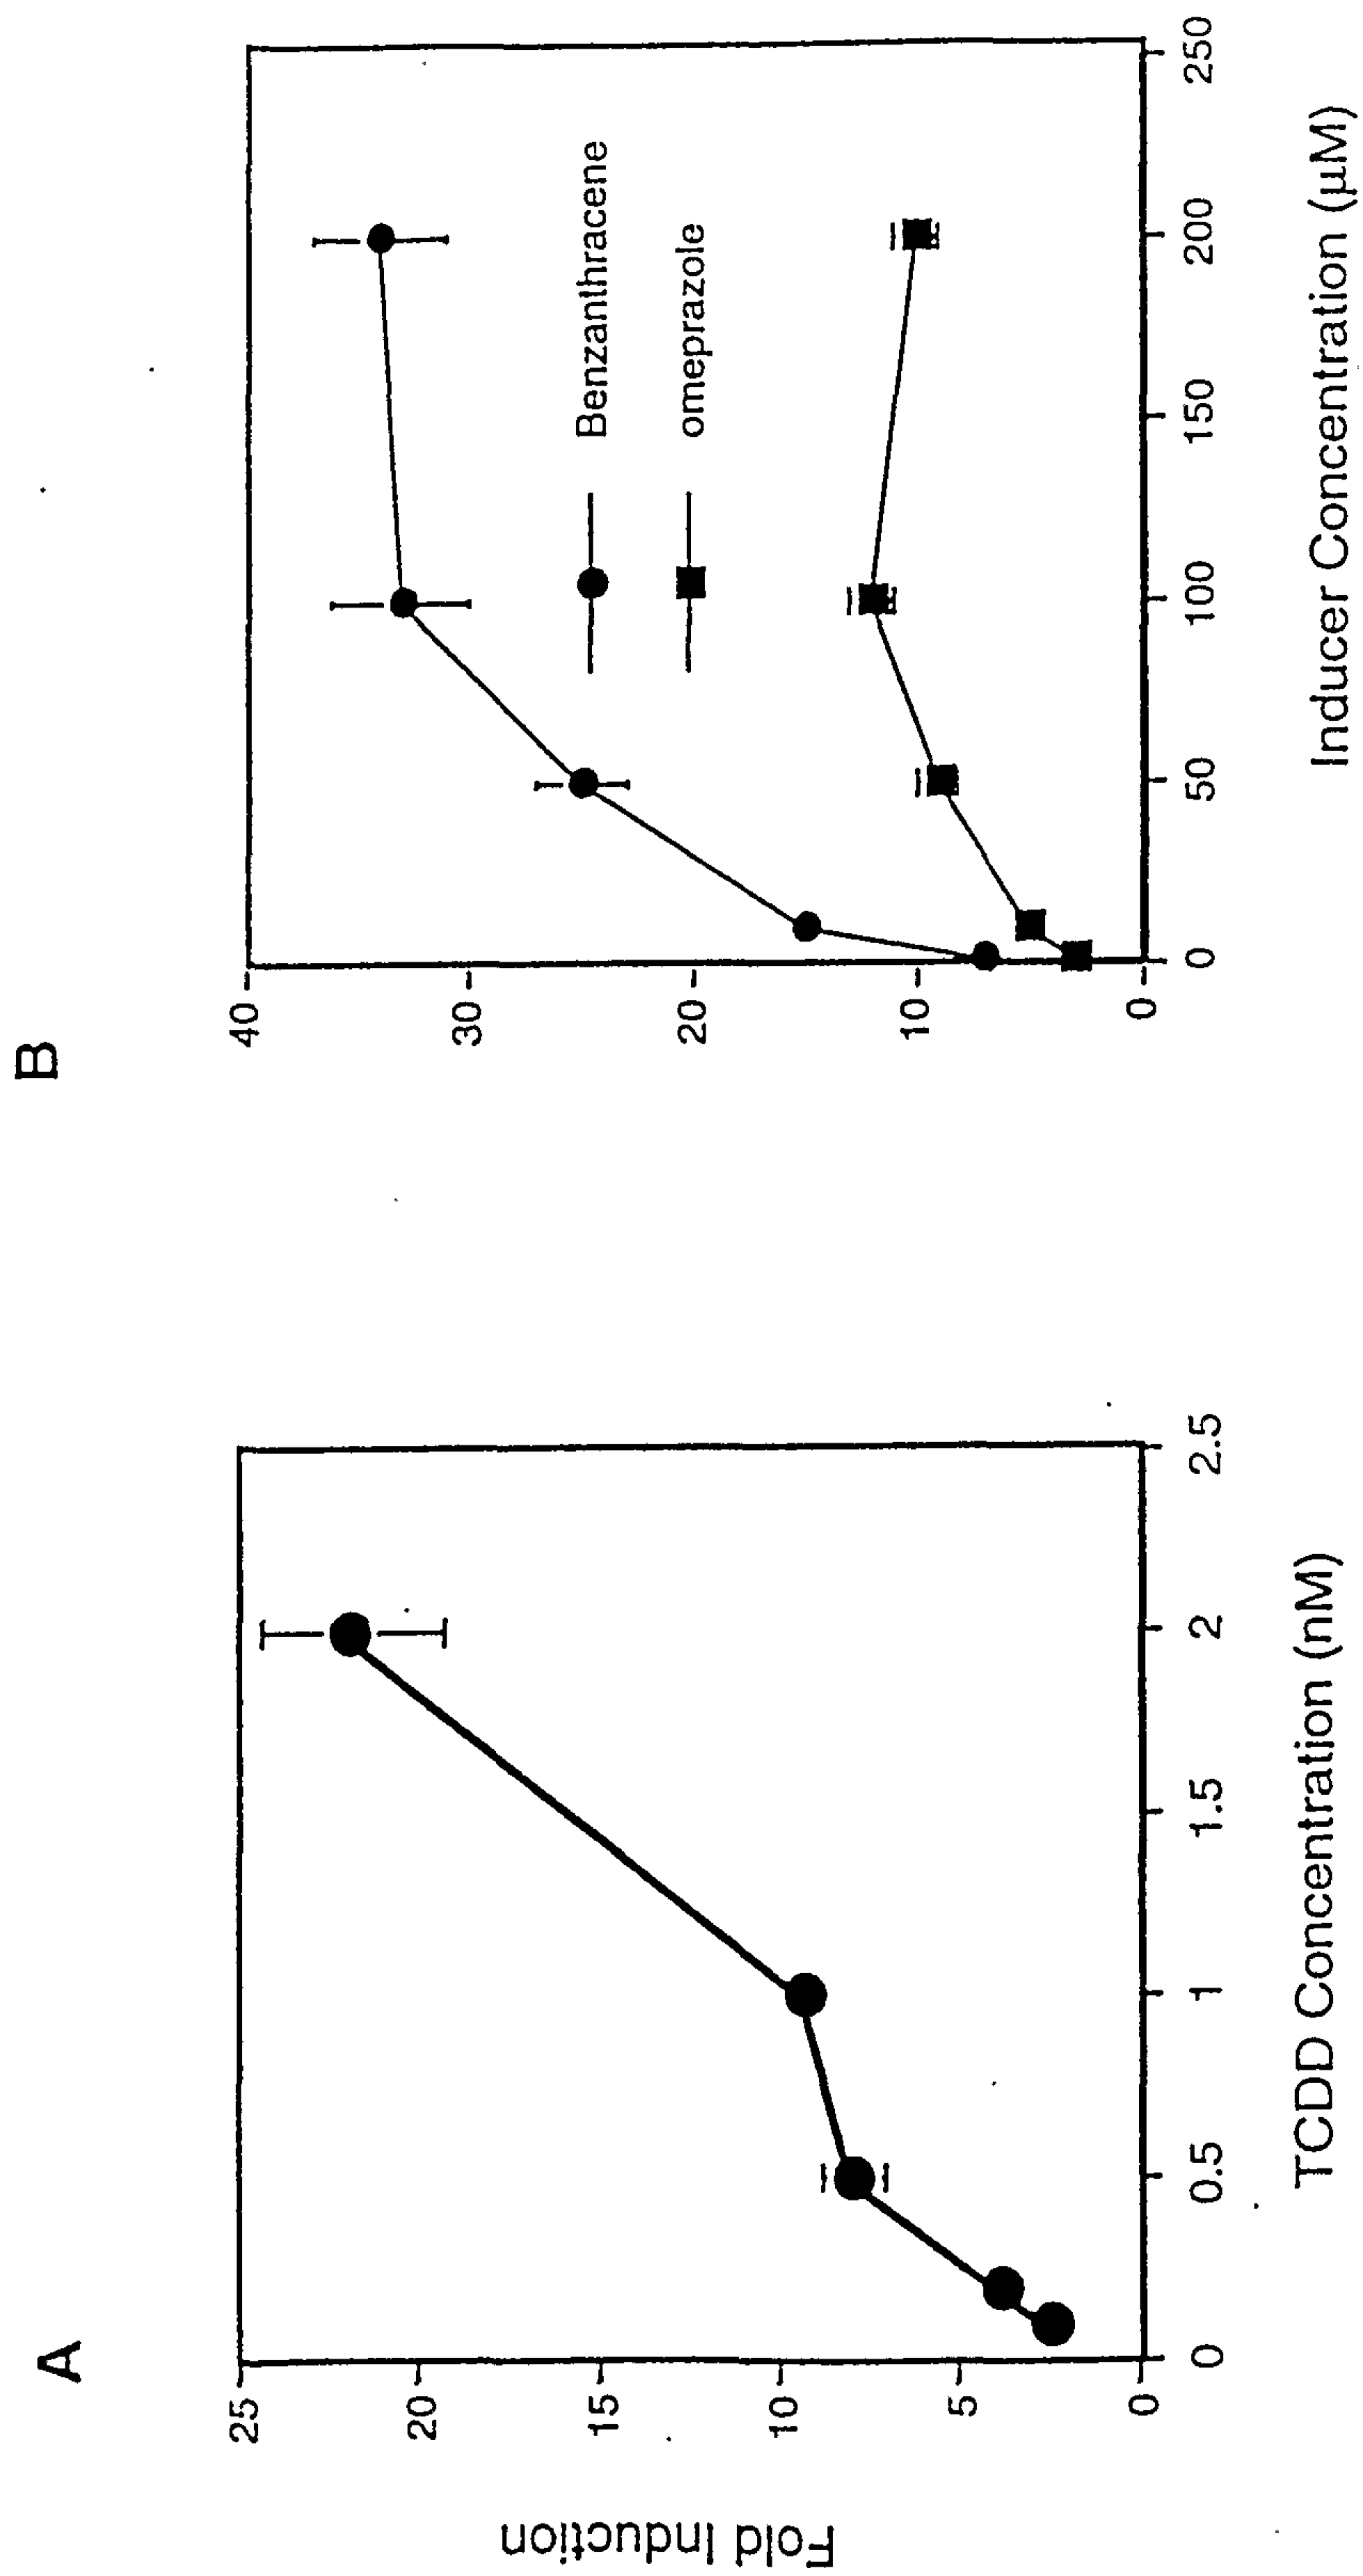 A
Fold Induction
25
20
15
10
5
0
0 0.5 1 1.5 2 2.5
TCDD Concentration (nM)
B
40
30
20
10
0
Benzanthracene
omeprazole
0 50 100 150 200 250
Inducer Concentration (µM)